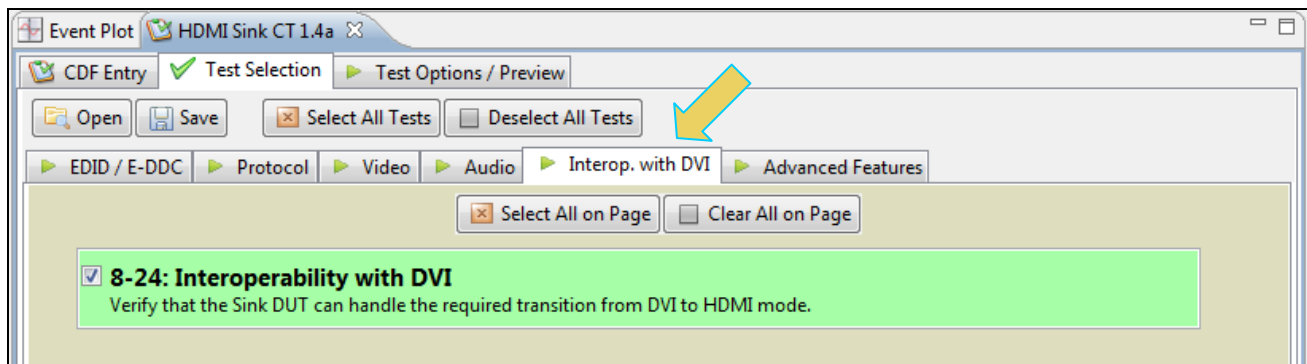 Event Plot HDMI Sink CT 1.4a
CDF Entry Test Selection Test Options / Preview
Open Save Select All Tests Deselect All Tests
EDID / E-DDC Protocol Video Audio Interop. with DVI Advanced Features
Select All on Page Clear All on Page
8-24: Interoperability with DVI
Verify that the Sink DUT can handle the required transition from DVI to HDMI mode.